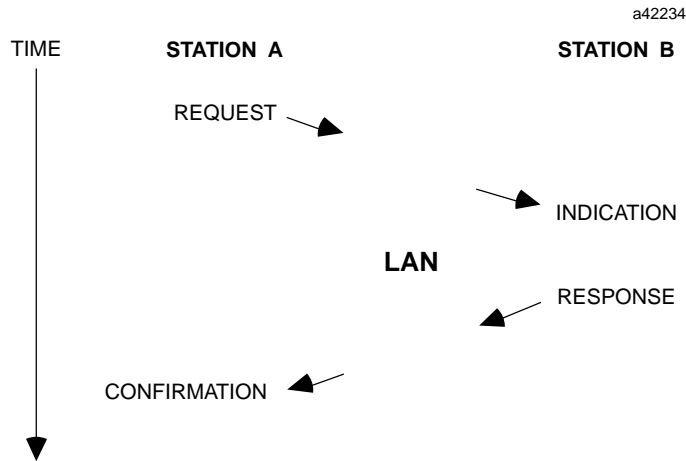 a42234
TIME STATION A STATION B
REQUEST
INDICATION
LAN
RESPONSE
CONFIRMATION